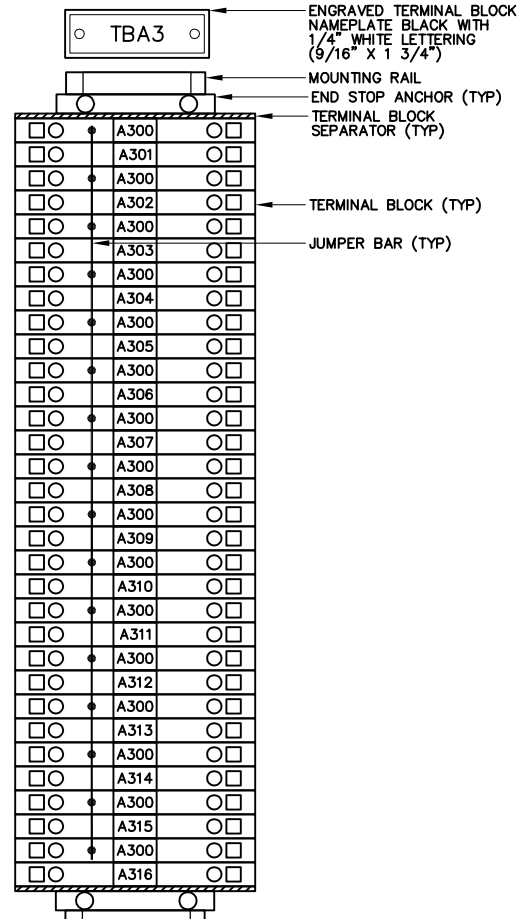 TBA3
ENGRAVED TERMINAL BLOCK
NAMEPLATE BLACK WITH
1/4" WHITE LETTERING
(9/16" X 1 3/4")
MOUNTING RAIL
END STOP ANCHOR (TYP)
TERMINAL BLOCK
SEPARATOR (TYP)
A300
A301
A300
A302
TERMINAL BLOCK (TYP)
A300
A303
JUMPER BAR (TYP)
A300
A304
A300
A305
A300
A306
A300
A307
A300
A308
A300
A309
A300
A310
A300
A311
A300
A312
A300
A313
A300
A314
A300
A315
A300
A316